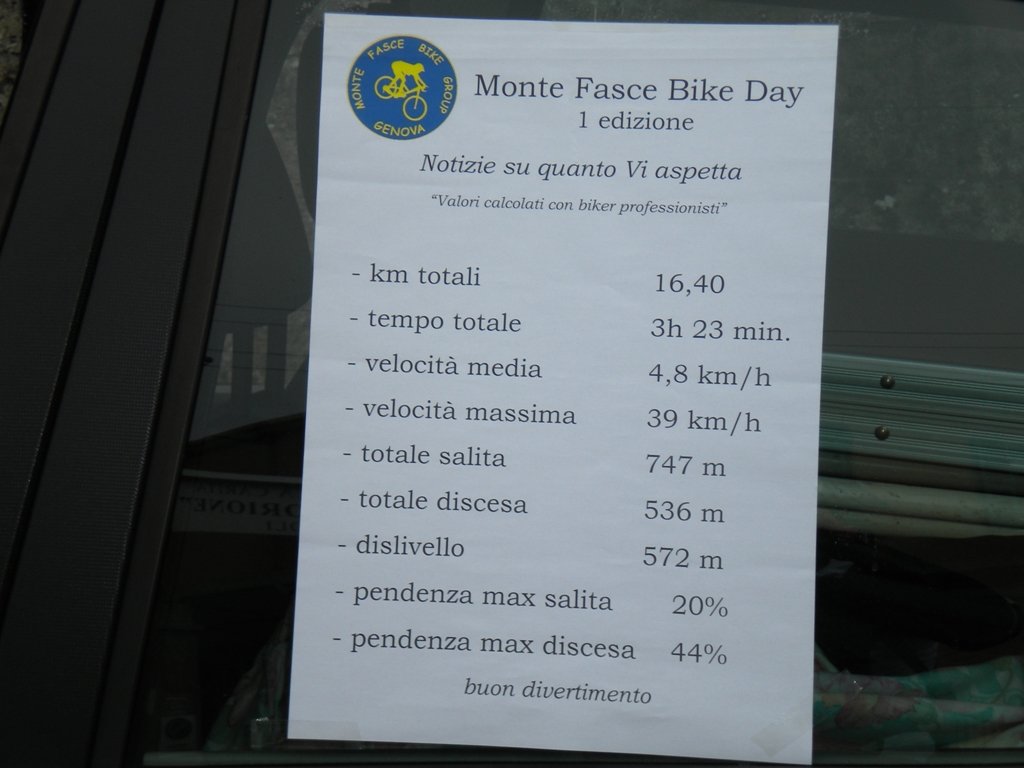 MONTE FASCE BIKE GROUP
GENOVA
Monte Fasce Bike Day
1 edizione
Notizie su quanto Vi aspetta
"Valori calcolati con biker professionisti"
- km totali 16,40
- tempo totale 3h 23 min.
- velocità media 4,8 km/h
- velocità massima 39 km/h
- totale salita 747 m
- totale discesa 536 m
- dislivello 572 m
- pendenza max salita 20%
- pendenza max discesa 44%
buon divertimento